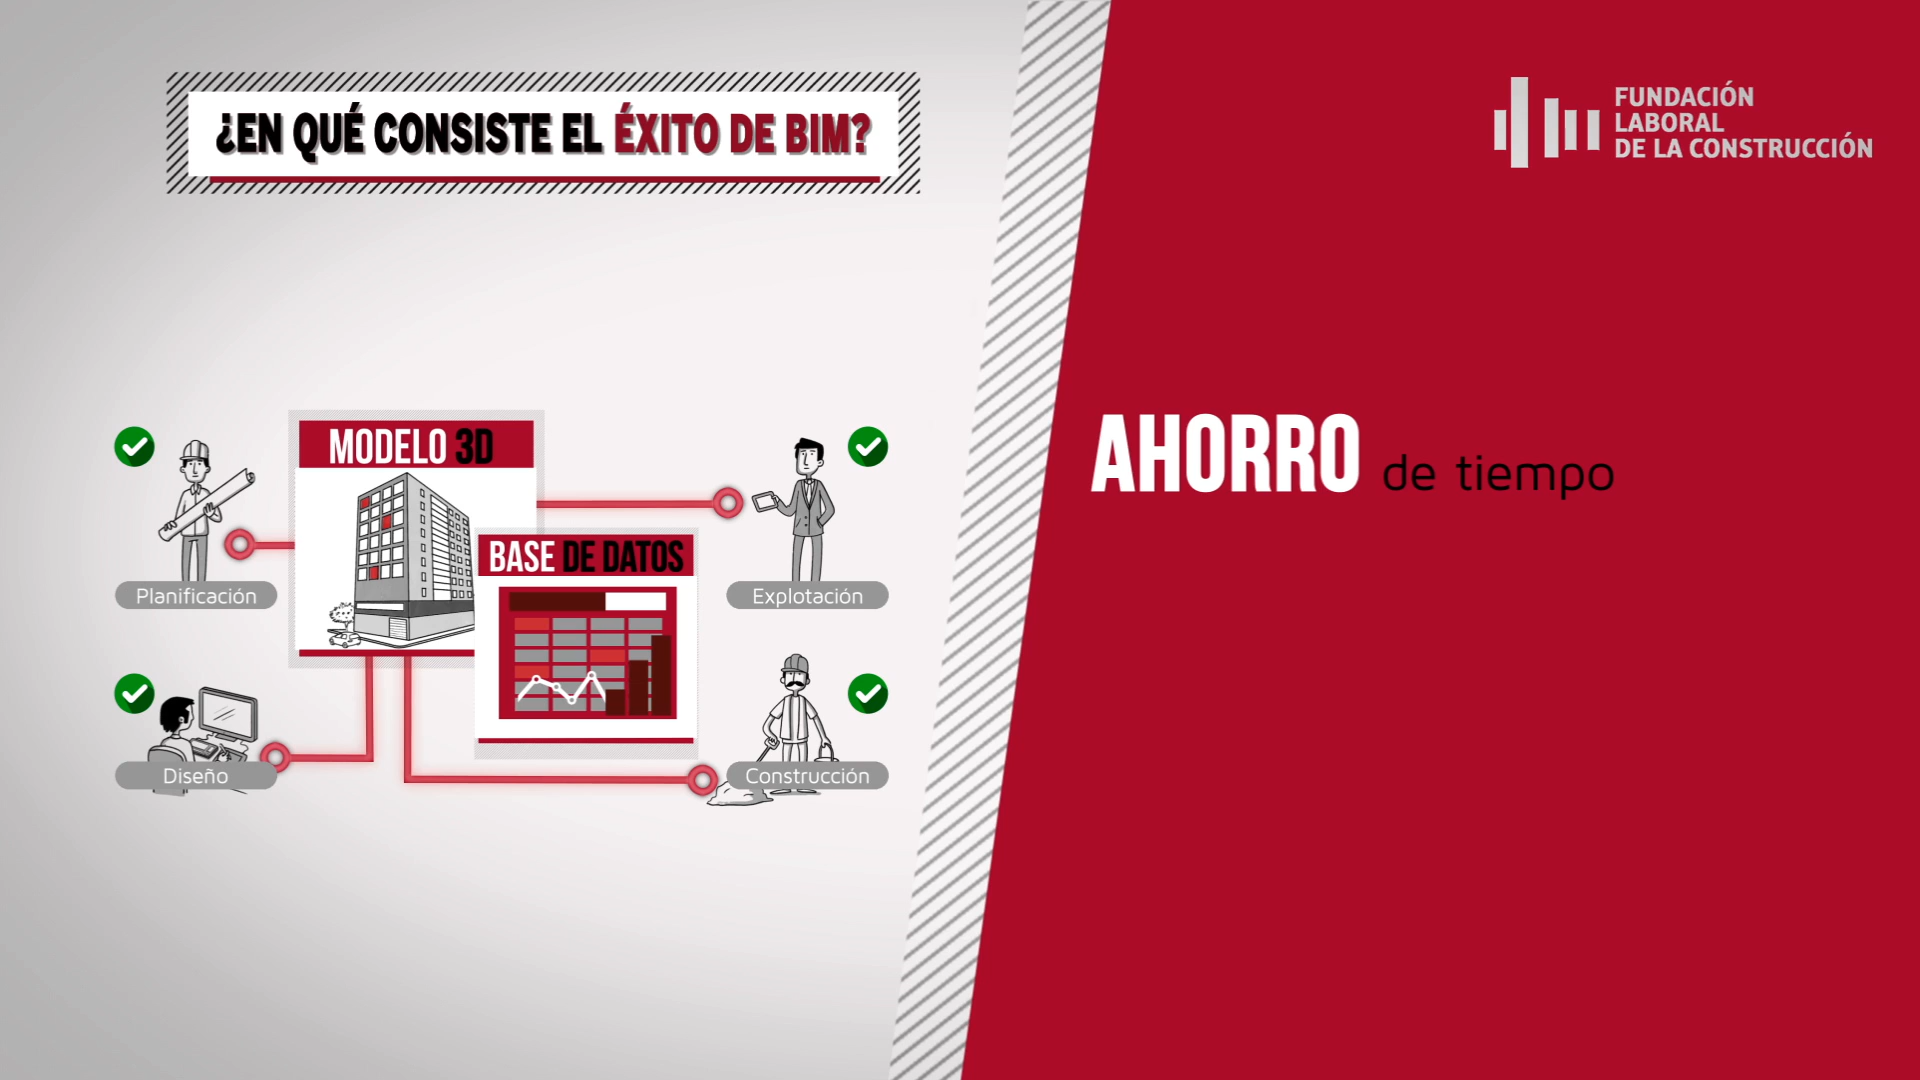 ¿EN QUÉ CONSISTE EL ÉXITO DE BIM?
MODELO 3D
BASE DE DATOS
Planificación
Explotación
Diseño
Construcción
FUNDACIÓN
LABORAL
DE LA CONSTRUCCIÓN
AHORRO de tiempo